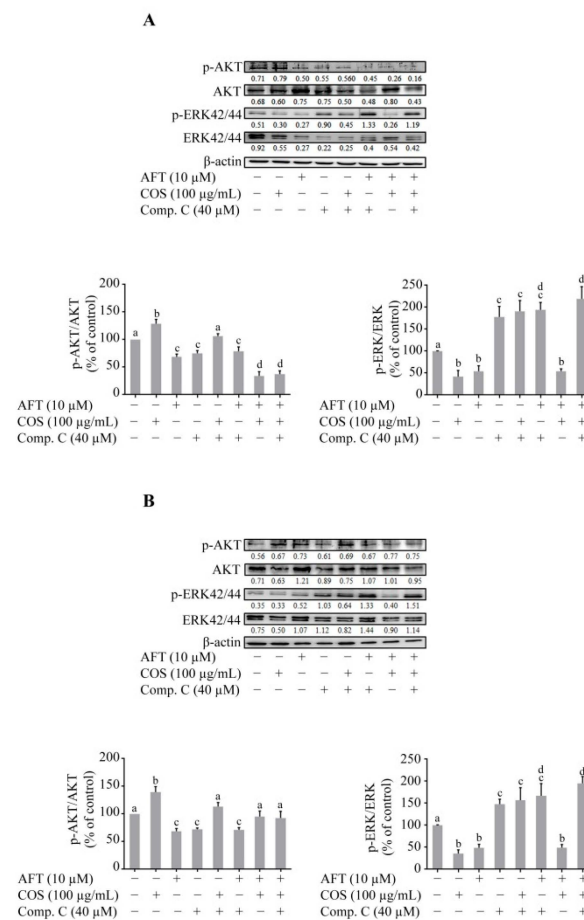 A
p-AKT
0.71 0.79 0.50 0.55 0.560 0.45 0.26 0.16
AKT
0.68 0.60 0.75 0.75 0.50 0.48 0.80 0.43
p-ERK42/44
0.51 0.30 0.27 0.90 0.45 1.33 0.26 1.19
ERK42/44
0.92 0.55 0.27 0.22 0.25 0.4 0.54 0.42
β-actin
AFT (10 µM) − − + − − + + +
COS (100 µg/mL) − + − − + − + +
Comp. C (40 µM) − − − + + + − +
p-AKT/AKT
(% of control)
200
150
100
50
0
a b c c a c d d
AFT (10 µM) − − + − − + + +
COS (100 µg/mL) − + − − + − + +
Comp. C (40 µM) − − − + + + − +
p-ERK/ERK
(% of control)
250
200
150
100
50
0
a b b c c d c b d
AFT (10 µM) − − + − − + + +
COS (100 µg/mL) − + − − + − + +
Comp. C (40 µM) − − − + + + − +
B
p-AKT
0.56 0.67 0.73 0.61 0.69 0.67 0.77 0.75
AKT
0.71 0.63 1.21 0.89 0.75 1.07 1.01 0.95
p-ERK42/44
0.35 0.33 0.52 1.03 0.64 1.33 0.40 1.51
ERK42/44
0.75 0.50 1.07 1.12 0.82 1.44 0.90 1.14
β-actin
AFT (10 µM) − − + − − + + +
COS (100 µg/mL) − + − − + − + +
Comp. C (40 µM) − − − + + + − +
p-AKT/AKT
(% of control)
200
150
100
50
0
a b c c a c a a
AFT (10 µM) − − + − − + + +
COS (100 µg/mL) − + − − + − + +
Comp. C (40 µM) − − − + + + − +
p-ERK/ERK
(% of control)
250
200
150
100
50
0
a b b c c d c b d
AFT (10 µM) − − + − − + + +
COS (100 µg/mL) − + − − + − + +
Comp. C (40 µM) − − − + + + − +